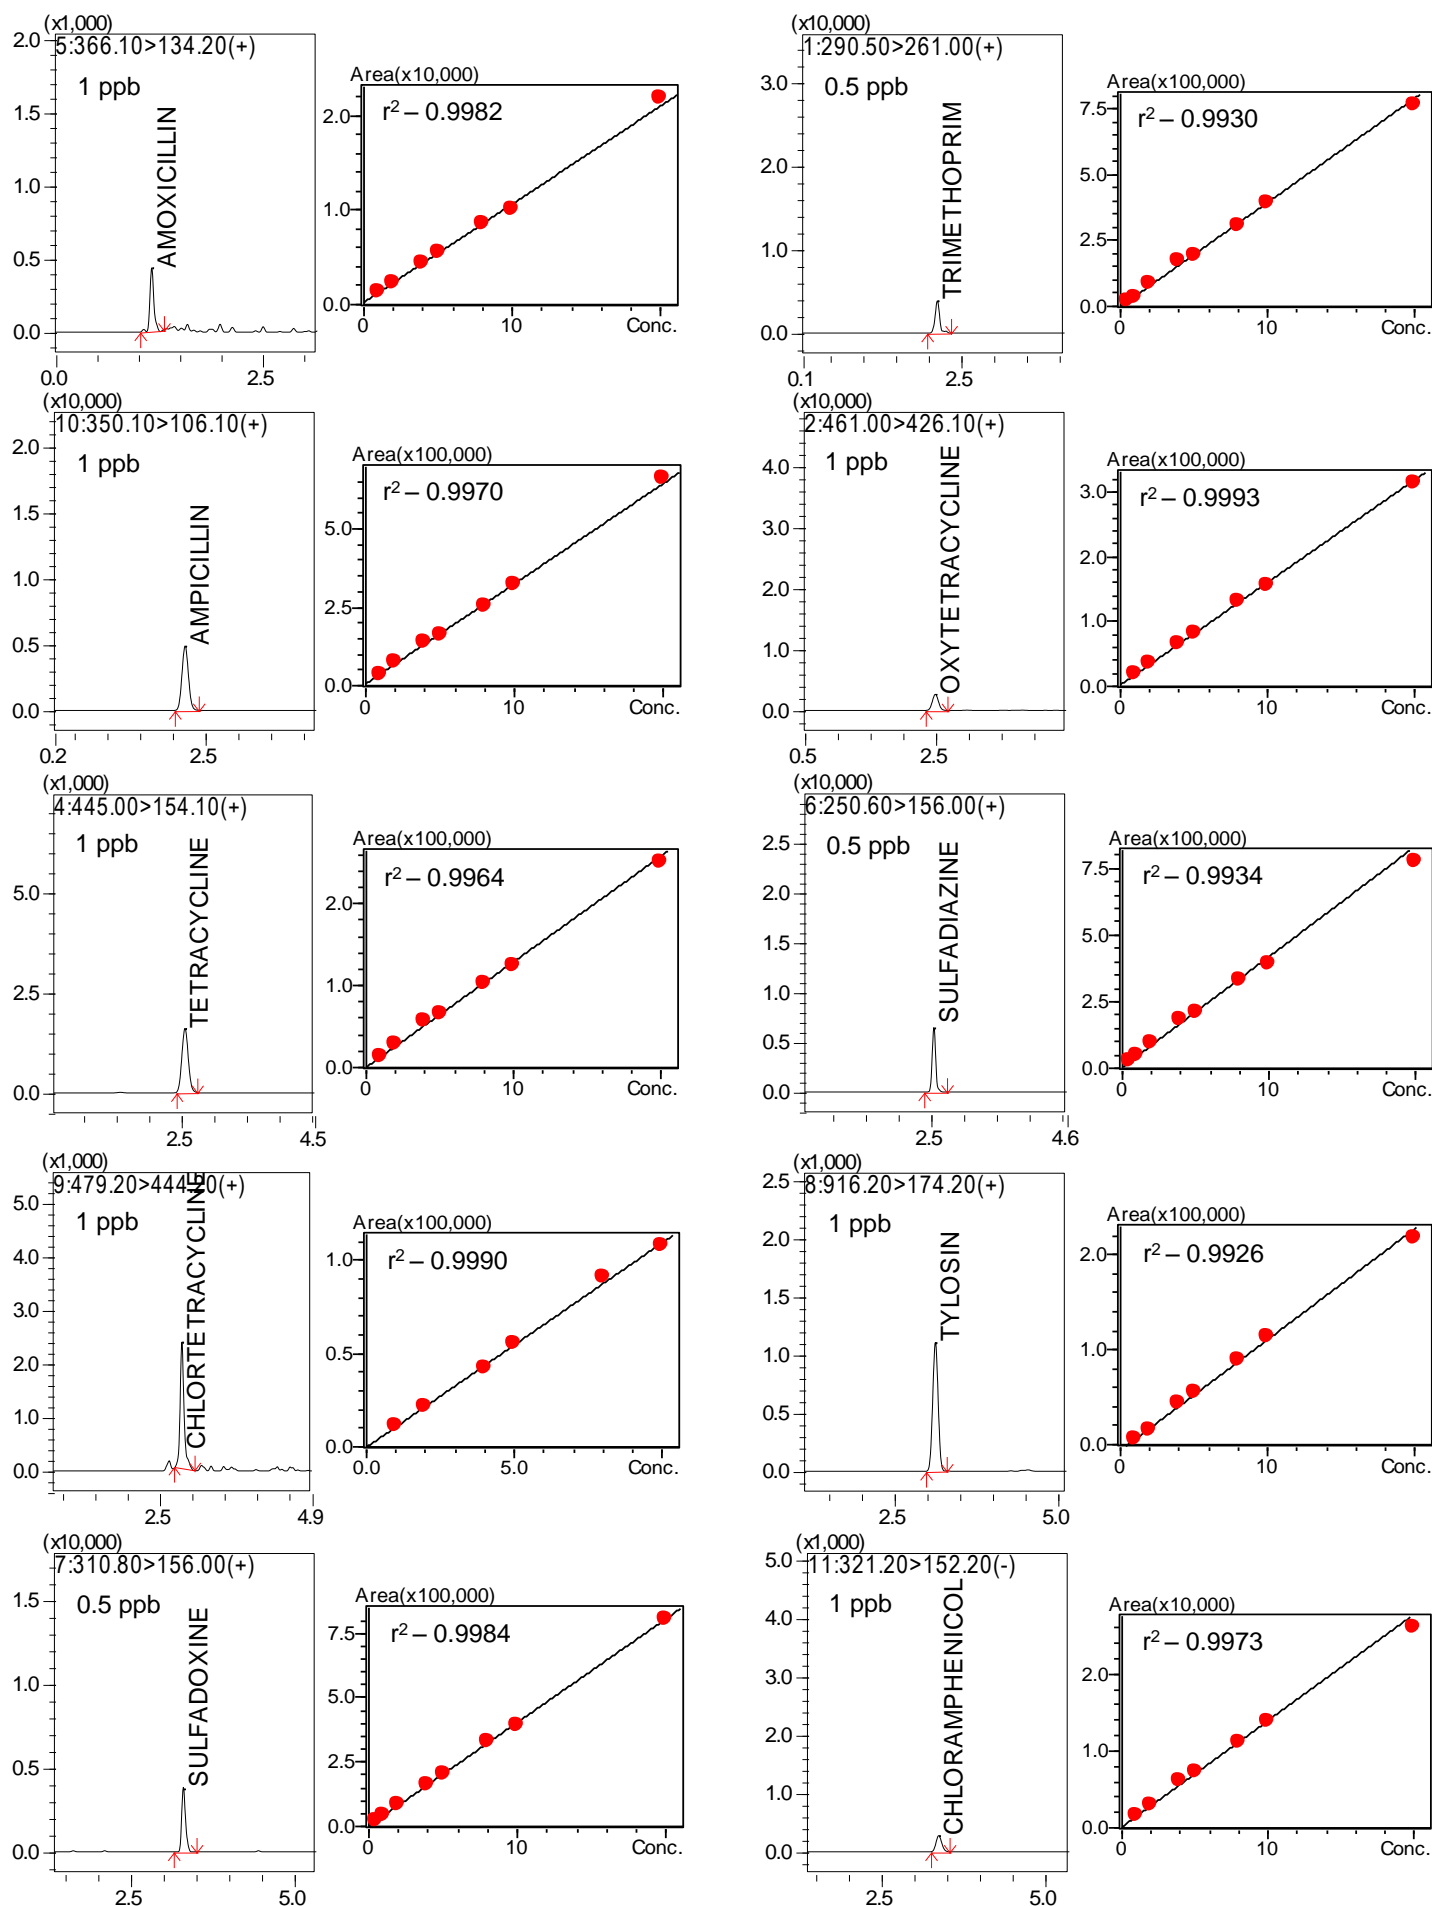 (x1,000)
5:366.10>134.20(+)
1 ppb
AMOXICILLIN
2.0
1.5
1.0
0.5
0.0
0.0 2.5
Area(x10,000)
r² – 0.9982
2.0
1.0
0.0
0 10 Conc.
(x10,000)
1:290.50>261.00(+)
0.5 ppb
TRIMETHOPRIM
3.0
2.0
1.0
0.0
0.1 2.5
Area(x100,000)
r² – 0.9930
7.5
5.0
2.5
0.0
0 10 Conc.
(x10,000)
10:350.10>106.10(+)
1 ppb
AMPICILLIN
2.0
1.5
1.0
0.5
0.0
0.2 2.5
Area(x100,000)
r² – 0.9970
5.0
2.5
0.0
0 10 Conc.
(x10,000)
2:461.00>426.10(+)
1 ppb
OXYTETRACYCLINE
4.0
3.0
2.0
1.0
0.0
0.5 2.5
Area(x100,000)
r² – 0.9993
3.0
2.0
1.0
0.0
0 10 Conc.
(x1,000)
4:445.00>154.10(+)
1 ppb
TETRACYCLINE
5.0
2.5
0.0
2.5 4.5
Area(x100,000)
r² – 0.9964
2.0
1.0
0.0
0 10 Conc.
(x10,000)
6:250.60>156.00(+)
0.5 ppb
SULFADIAZINE
2.5
2.0
1.5
1.0
0.5
0.0
2.5 4.6
Area(x100,000)
r² – 0.9934
7.5
5.0
2.5
0.0
0 10 Conc.
(x1,000)
9:479.20>444.20(+)
1 ppb
CHLORTETRACYCLINE
5.0
4.0
3.0
2.0
1.0
0.0
2.5 4.9
Area(x100,000)
r² – 0.9990
1.0
0.5
0.0
0.0 5.0 Conc.
(x1,000)
8:916.20>174.20(+)
1 ppb
TYLOSIN
2.5
2.0
1.5
1.0
0.5
0.0
2.5 5.0
Area(x100,000)
r² – 0.9926
2.0
1.0
0.0
0 10 Conc.
(x10,000)
7:310.80>156.00(+)
0.5 ppb
SULFADOXINE
1.5
1.0
0.5
0.0
2.5 5.0
Area(x100,000)
r² – 0.9984
7.5
5.0
2.5
0.0
0 10 Conc.
(x1,000)
11:321.20>152.20(-)
1 ppb
CHLORAMPHENICOL
5.0
4.0
3.0
2.0
1.0
0.0
2.5 5.0
Area(x10,000)
r² – 0.9973
2.0
1.0
0.0
0 10 Conc.